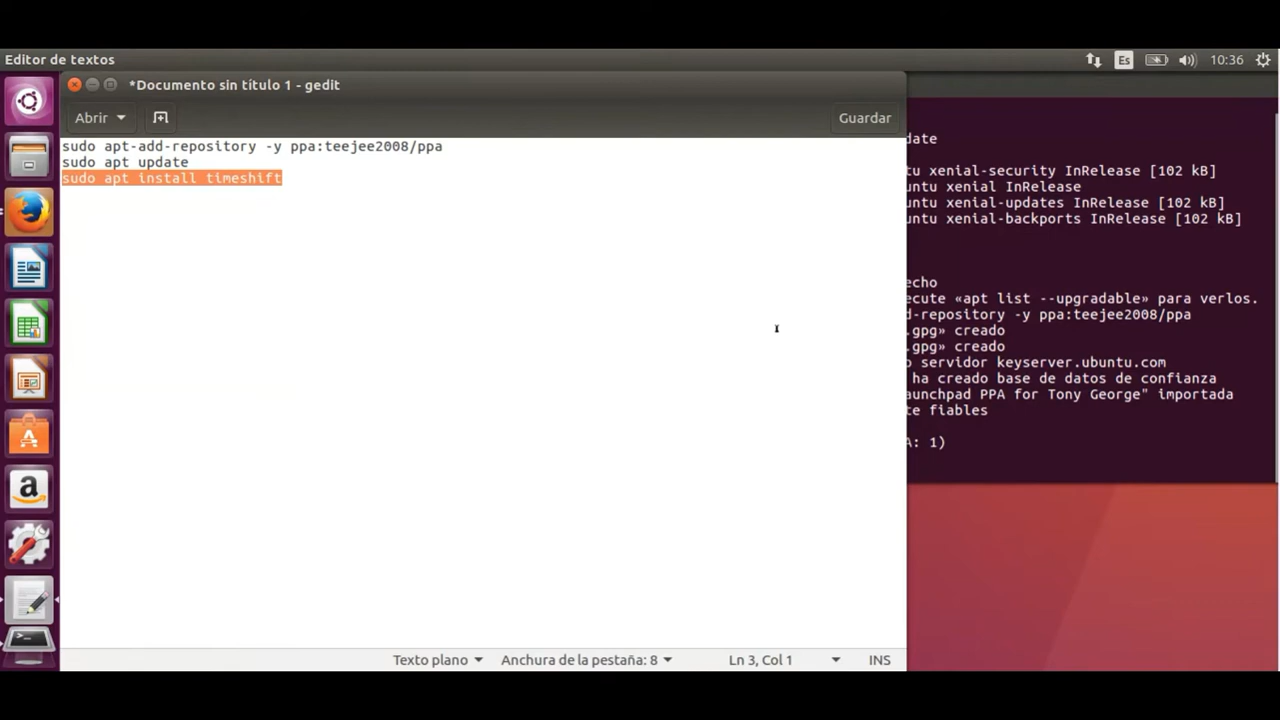 Editor de textos
Es
10:36
*Documento sin título 1 - gedit
Abrir
Guardar
sudo apt-add-repository -y ppa:teejee2008/ppa
sudo apt update
sudo apt install timeshift
date
tu xenial-security InRelease [102 kB]
untu xenial InRelease
untu xenial-updates InRelease [102 kB]
untu xenial-backports InRelease [102 kB]
echo
ecute «apt list --upgradable» para verlos.
d-repository -y ppa:teejee2008/ppa
.gpg» creado
.gpg» creado
o servidor keyserver.ubuntu.com
ha creado base de datos de confianza
aunchpad PPA for Tony George" importada
te fiables
A: 1)
Texto plano
Anchura de la pestaña: 8
Ln 3, Col 1
INS